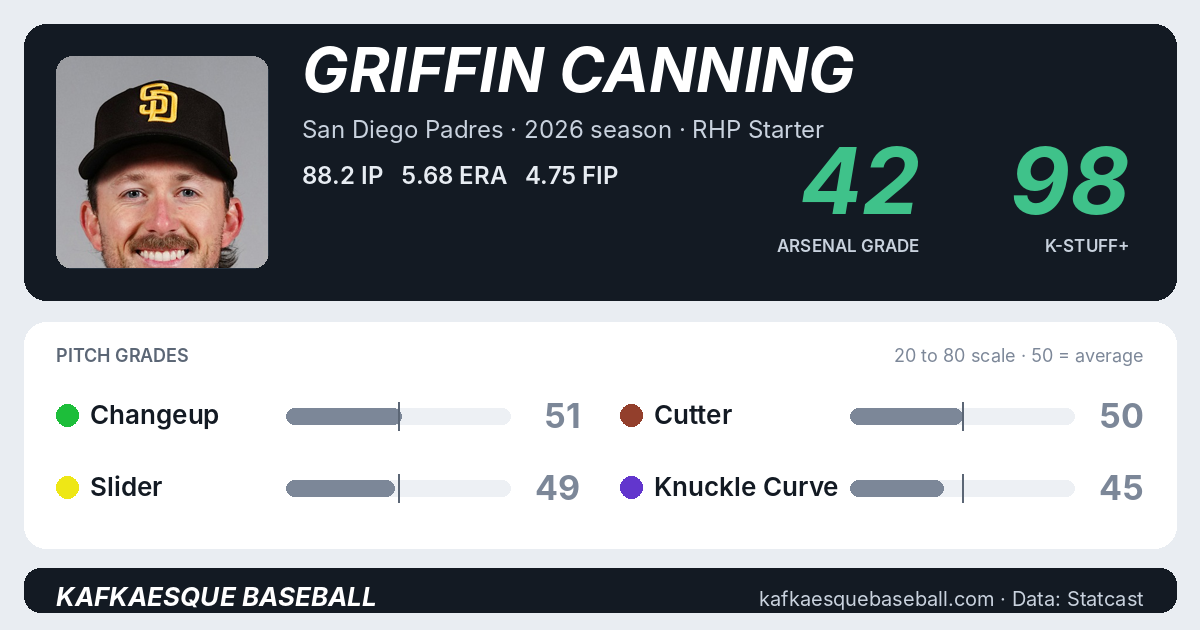 GRIFFIN CANNING
San Diego Padres · 2026 season · RHP Starter
88.2 IP 5.68 ERA 4.75 FIP
42 98
ARSENAL GRADE K-STUFF+
PITCH GRADES 20 to 80 scale · 50 = average
Changeup 51 Cutter 50
Slider 49 Knuckle Curve 45
KAFKAESQUE BASEBALL kafkaesquebaseball.com · Data: Statcast
SD